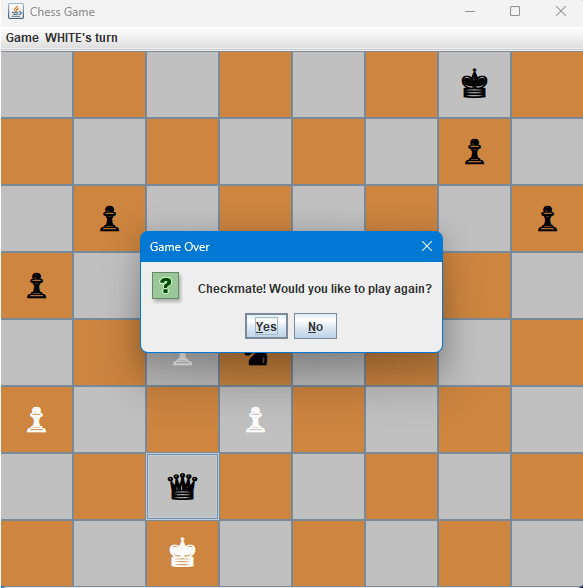 Chess Game
Game WHITE's turn
Game Over
Checkmate! Would you like to play again?
Yes No